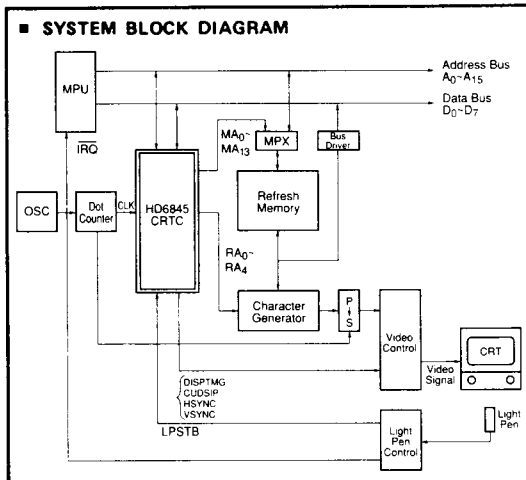 ■ SYSTEM BLOCK DIAGRAM
Address Bus
A0~A15
MPU
Data Bus
D0~D7
IRQ
MA0~
MA13
MPX
Bus
Driver
OSC
Dot
Counter
CLK
HD6845
CRTC
Refresh
Memory
RA0~
RA4
Character
Generator
P
S
Video
Control
CRT
Video
Signal
DISPTMG
CUDSIP
HSYNC
VSYNC
LPSTB
Light
Pen
Light
Pen
Control